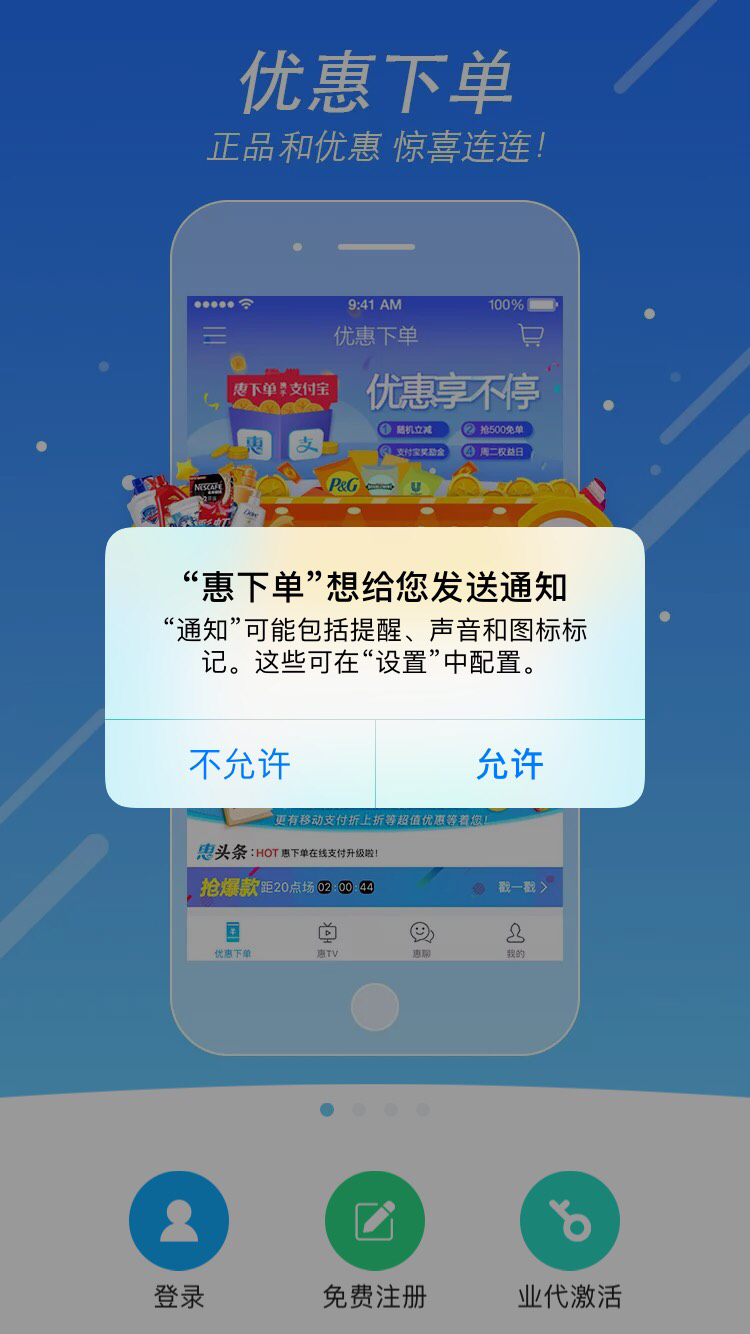 优惠下单
正品和优惠 惊喜连连！
9:41 AM
100%
优惠下单
惠下单携手支付宝
优惠享不停
惠 支
1 随机立减 2 抢500免单
3 支付宝奖励金 4 周二权益日
NESCAFE
P&G
“惠下单”想给您发送通知
“通知”可能包括提醒、声音和图标标
记。这些可在“设置”中配置。
不允许 允许
更有移动支付折上折等超值优惠等着您！
惠头条：HOT 惠下单在线支付升级啦！
抢爆款 距20点场 02:00:44 戳一戳 >
优惠下单 惠TV 惠聊 我的
登录 免费注册 业代激活